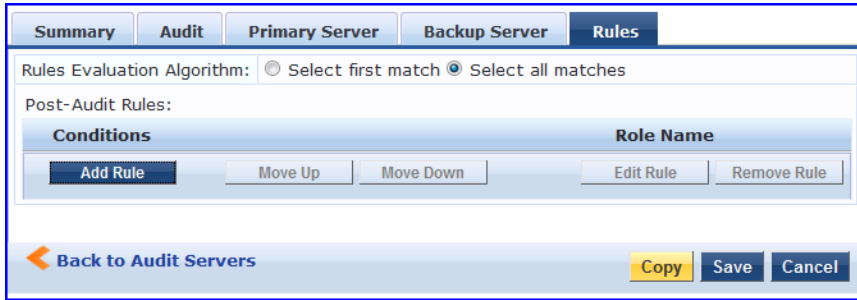 Summary Audit Primary Server Backup Server Rules
Rules Evaluation Algorithm: Select first match Select all matches
Post-Audit Rules:
Conditions Role Name
Add Rule Move Up Move Down Edit Rule Remove Rule
Back to Audit Servers Copy Save Cancel